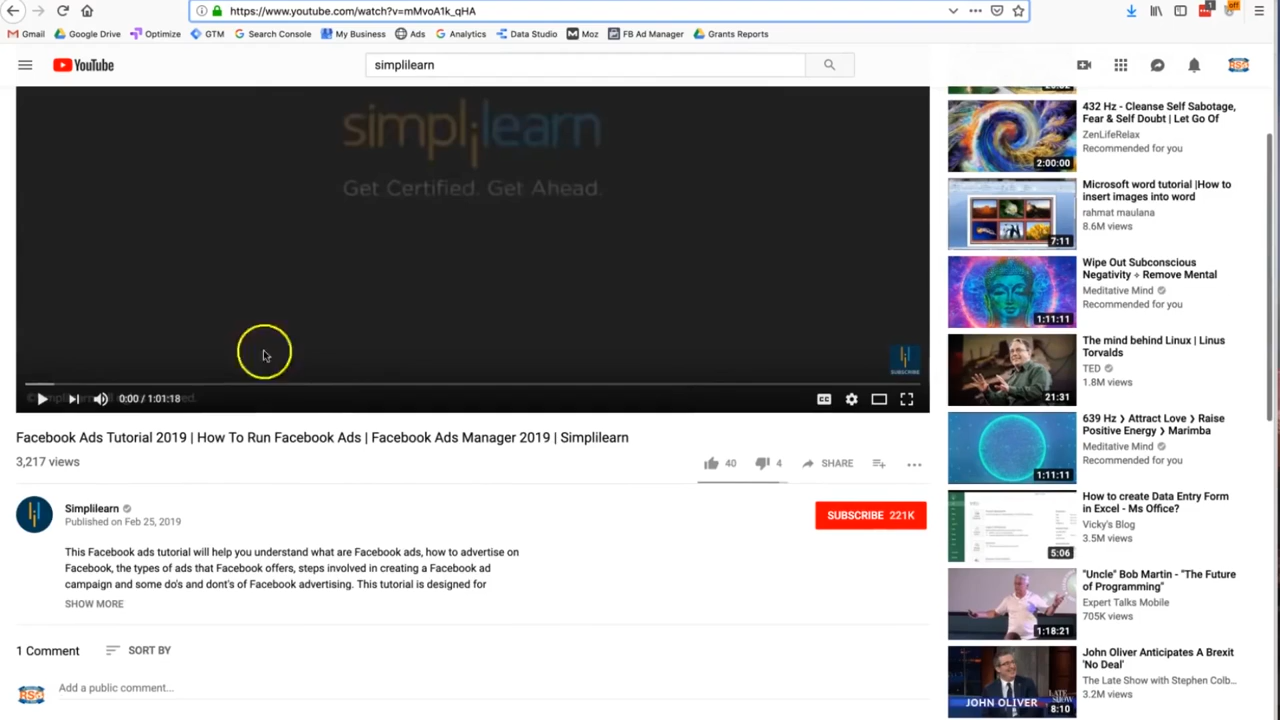 https://www.youtube.com/watch?v=mMvoA1k_qHA
1
off
Gmail
Google Drive
Optimize
GTM
Search Console
My Business
Ads
Analytics
Data Studio
Moz
FB Ad Manager
Grants Reports
YouTube
simplilearn
simplilearn
Get Certified. Get Ahead.
SUBSCRIBE
0:00 / 1:01:18
CC
Facebook Ads Tutorial 2019 | How To Run Facebook Ads | Facebook Ads Manager 2019 | Simplilearn
3,217 views
40
4
SHARE
Simplilearn
Published on Feb 25, 2019
SUBSCRIBE 221K
This Facebook ads tutorial will help you understand what are Facebook ads, how to advertise on
Facebook, the types of ads that Facebook offers, steps involved in creating a Facebook ad
campaign and some do's and dont's of Facebook advertising. This tutorial is designed for
SHOW MORE
1 Comment
SORT BY
Add a public comment...
432 Hz - Cleanse Self Sabotage,
Fear & Self Doubt | Let Go Of
ZenLifeRelax
Recommended for you
2:00:00
Microsoft word tutorial |How to
insert images into word
rahmat maulana
8.6M views
7:11
Wipe Out Subconscious
Negativity ⟡ Remove Mental
Meditative Mind
Recommended for you
1:11:11
The mind behind Linux | Linus
Torvalds
TED
1.8M views
21:31
639 Hz ❯ Attract Love ❯ Raise
Positive Energy ❯ Marimba
Meditative Mind
Recommended for you
1:11:11
How to create Data Entry Form
in Excel - Ms Office?
Vicky's Blog
3.5M views
5:06
"Uncle" Bob Martin - "The Future
of Programming"
Expert Talks Mobile
705K views
1:18:21
John Oliver Anticipates A Brexit
'No Deal'
The Late Show with Stephen Colb...
3.2M views
JOHN OLIVER
LATE
SHOW
8:10